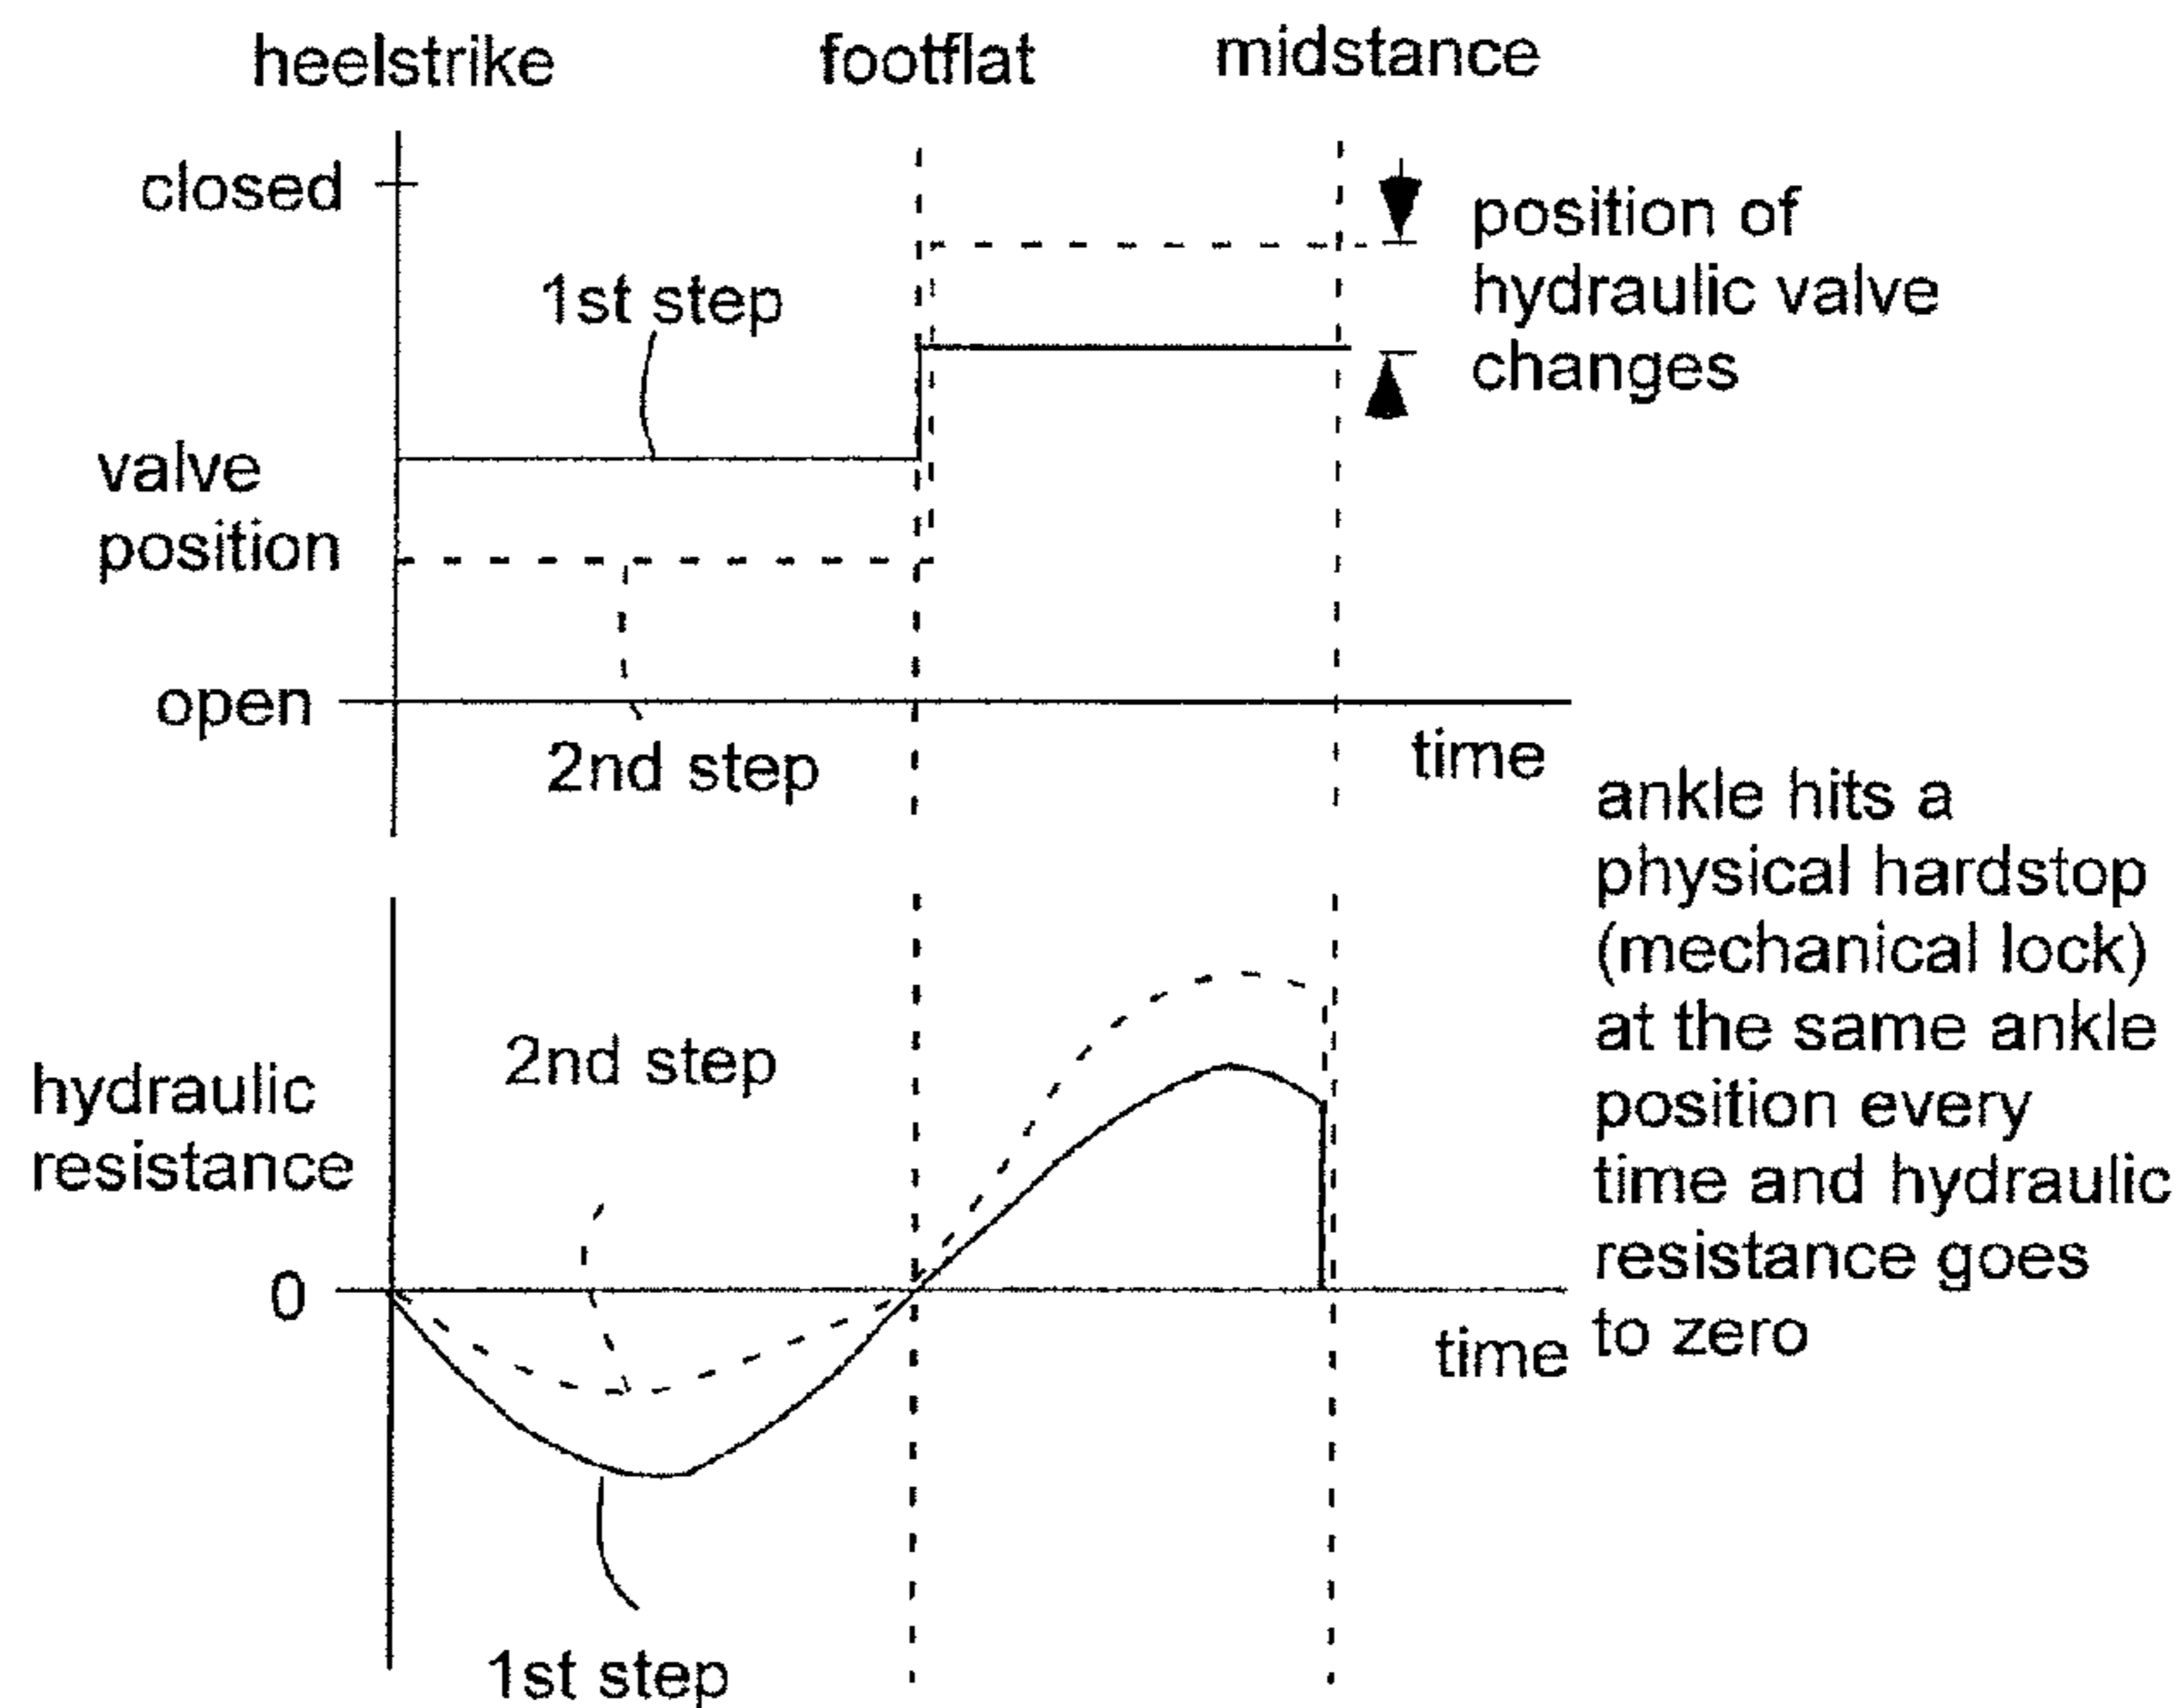 heelstrike
footflat
midstance
closed
position of
hydraulic valve
changes
1st step
valve
position
open
2nd step
time
ankle hits a
physical hardstop
(mechanical lock)
at the same ankle
position every
time and hydraulic
resistance goes
to zero
2nd step
hydraulic
resistance
0
time
1st step